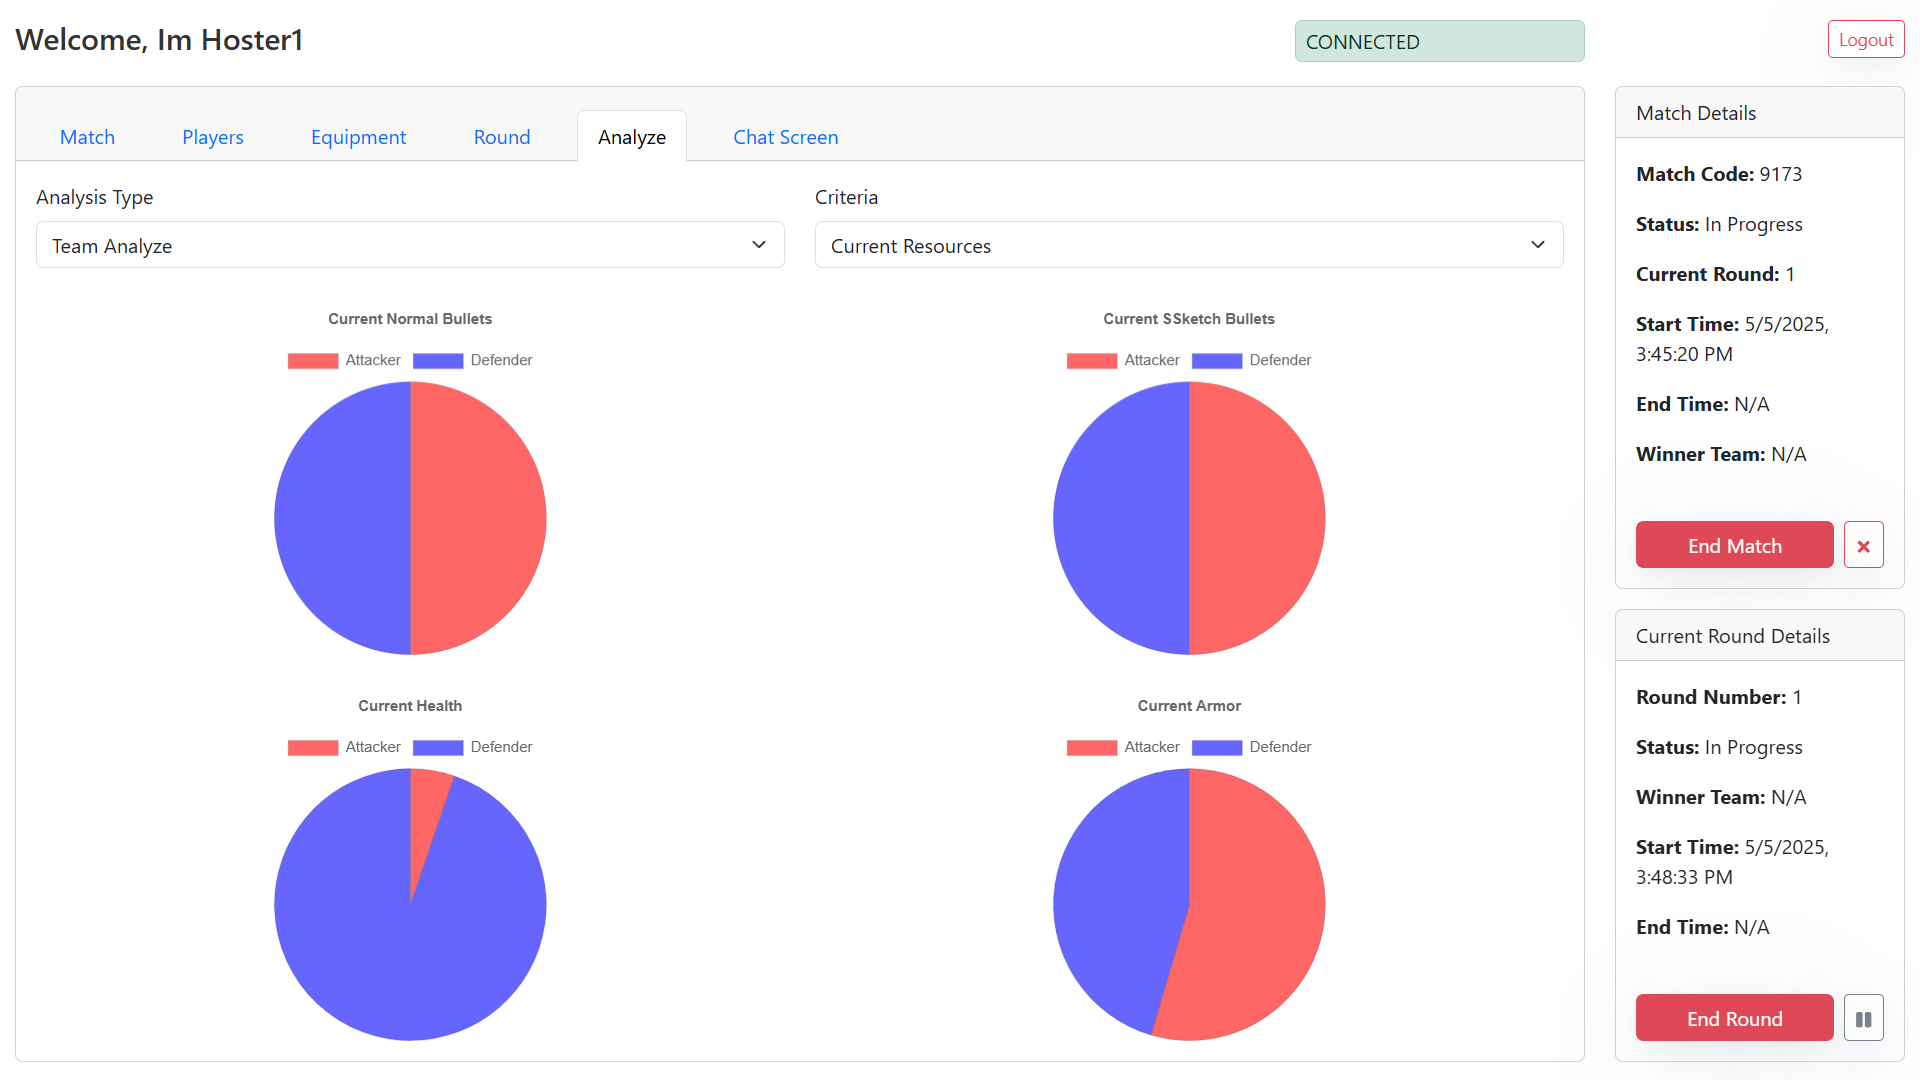 Welcome, Im Hoster1
CONNECTED
Logout
Match
Players
Equipment
Round
Analyze
Chat Screen
Analysis Type
Team Analyze
Criteria
Current Resources
Current Normal Bullets
Attacker
Defender
Current SSketch Bullets
Attacker
Defender
Current Health
Attacker
Defender
Current Armor
Attacker
Defender
Match Details
Match Code: 9173
Status: In Progress
Current Round: 1
Start Time: 5/5/2025,
3:45:20 PM
End Time: N/A
Winner Team: N/A
End Match
Current Round Details
Round Number: 1
Status: In Progress
Winner Team: N/A
Start Time: 5/5/2025,
3:48:33 PM
End Time: N/A
End Round